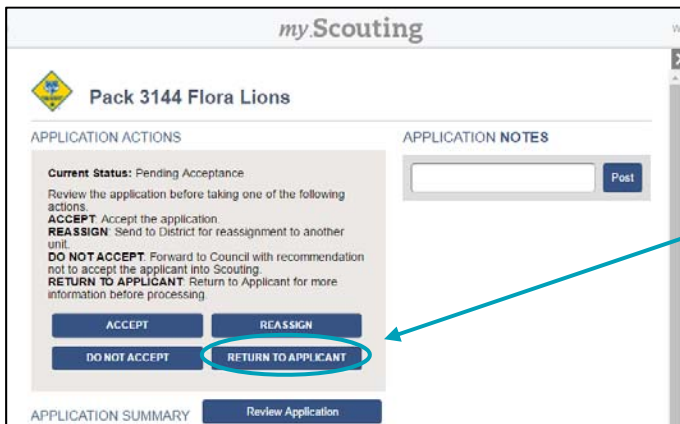 my.Scouting
W
Pack 3144 Flora Lions
APPLICATION ACTIONS
APPLICATION NOTES
Current Status: Pending Acceptance
Post
Review the application before taking one of the following
actions.
ACCEPT: Accept the application.
REASSIGN: Send to District for reassignment to another
unit.
DO NOT ACCEPT: Forward to Council with recommendation
not to accept the applicant into Scouting.
RETURN TO APPLICANT: Return to Applicant for more
information before processing.
ACCEPT
REASSIGN
DO NOT ACCEPT
RETURN TO APPLICANT
APPLICATION SUMMARY
Review Application